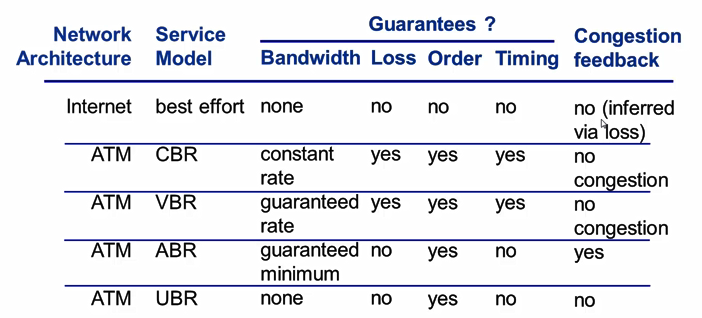 Guarantees ?
Network Service Congestion
Architecture Model Bandwidth Loss Order Timing feedback
Internet best effort none no no no no (inferred
via loss)
ATM CBR constant yes yes yes no
rate congestion
ATM VBR guaranteed yes yes yes no
rate congestion
ATM ABR guaranteed no yes no yes
minimum
ATM UBR none no yes no no